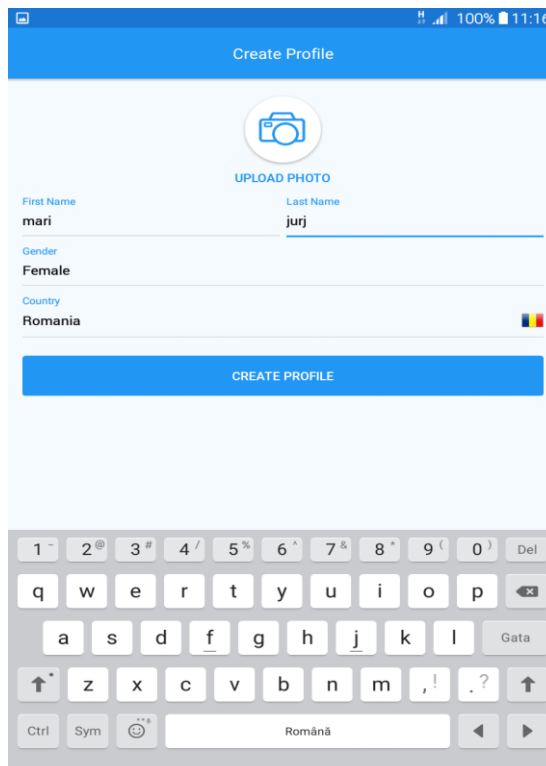 H 100% 11:16
Create Profile
UPLOAD PHOTO
First Name Last Name
mari jurj
Gender
Female
Country
Romania
CREATE PROFILE
1 - 2 @ 3 # 4 / 5 % 6 ^ 7 & 8 * 9 ( 0 ) Del
q w e r t y u i o p
a s d f g h j k l Gata
z x c v b n m , ! . ?
Ctrl Sym Română